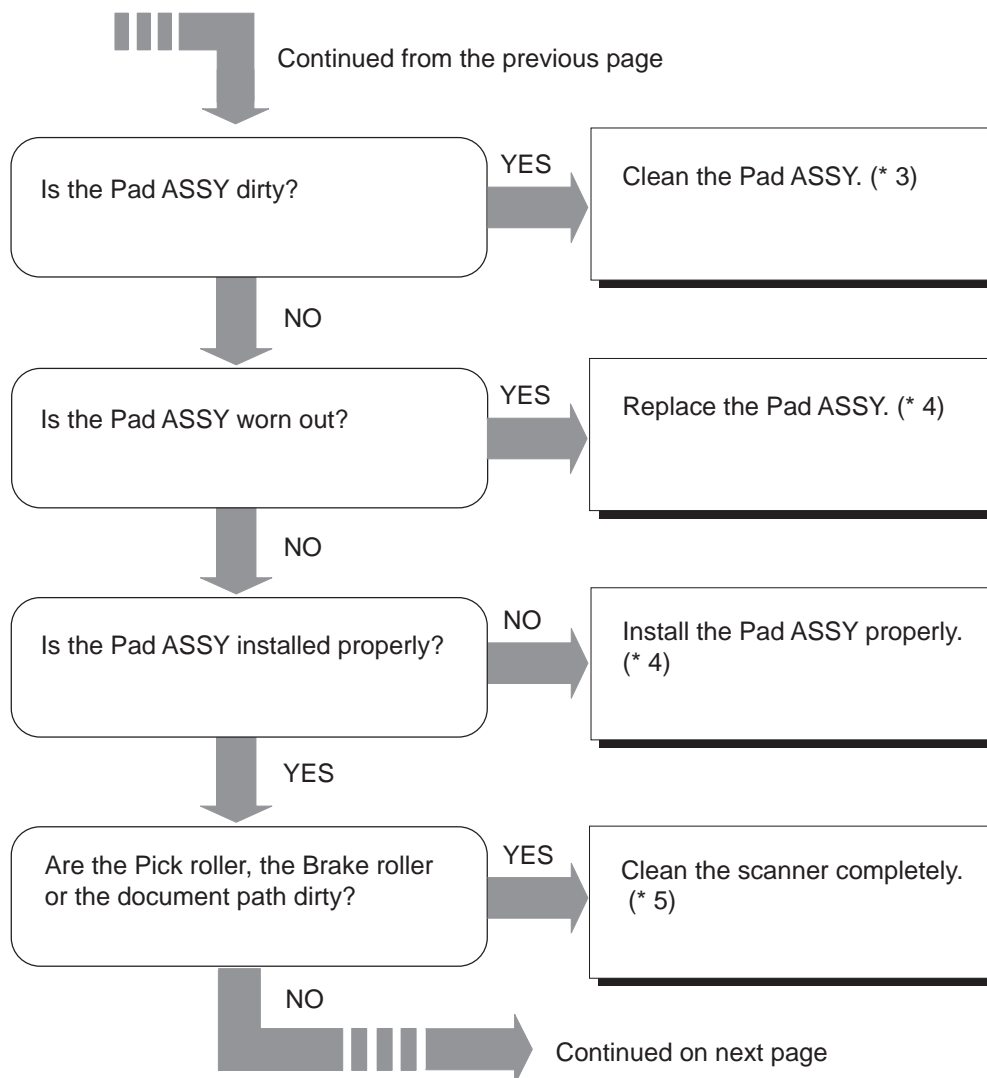 Continued from the previous page
Is the Pad ASSY dirty?
YES
Clean the Pad ASSY. (* 3)
NO
Is the Pad ASSY worn out?
YES
Replace the Pad ASSY. (* 4)
NO
Is the Pad ASSY installed properly?
NO
Install the Pad ASSY properly.
(* 4)
YES
Are the Pick roller, the Brake roller
or the document path dirty?
YES
Clean the scanner completely.
(* 5)
NO
Continued on next page